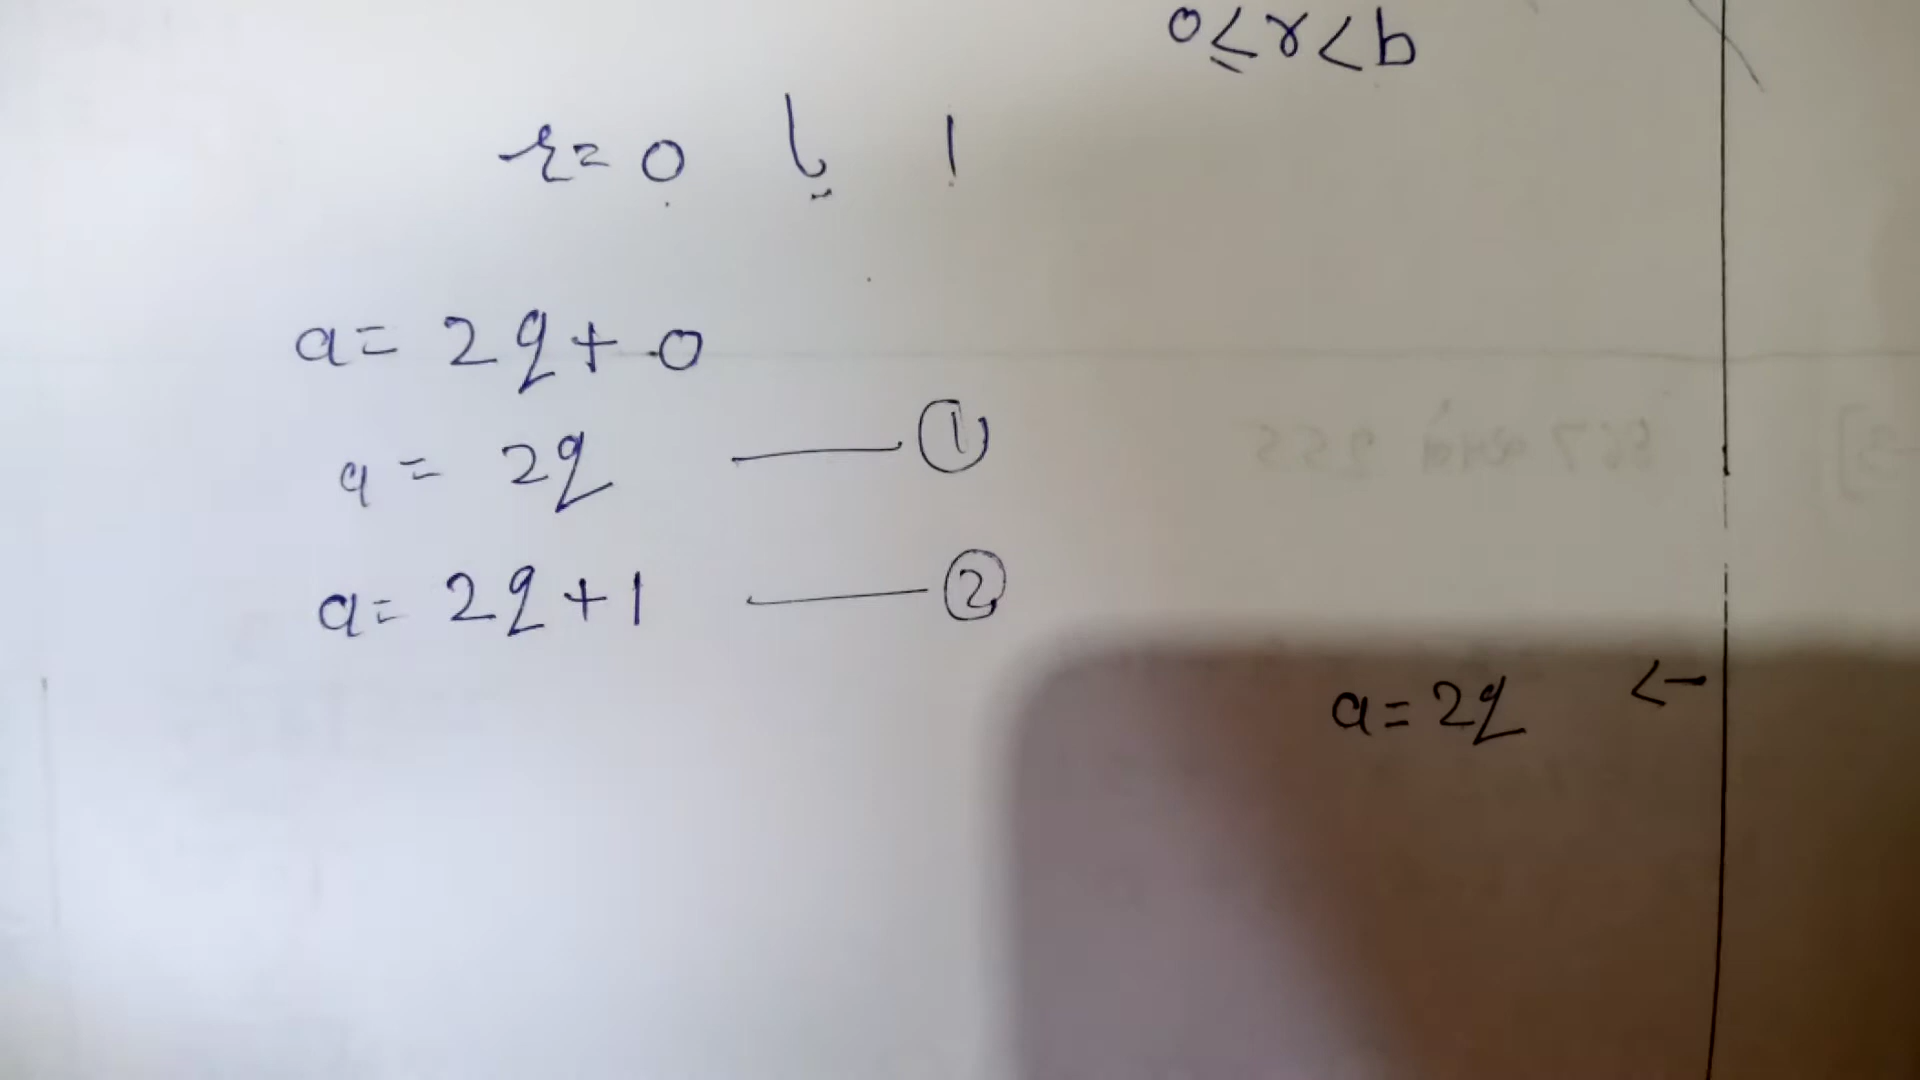 0≤r<b
r= 0 1
a= 2q+0
a= 2q —— ①
a= 2q+1 —— ②
a=2q <-